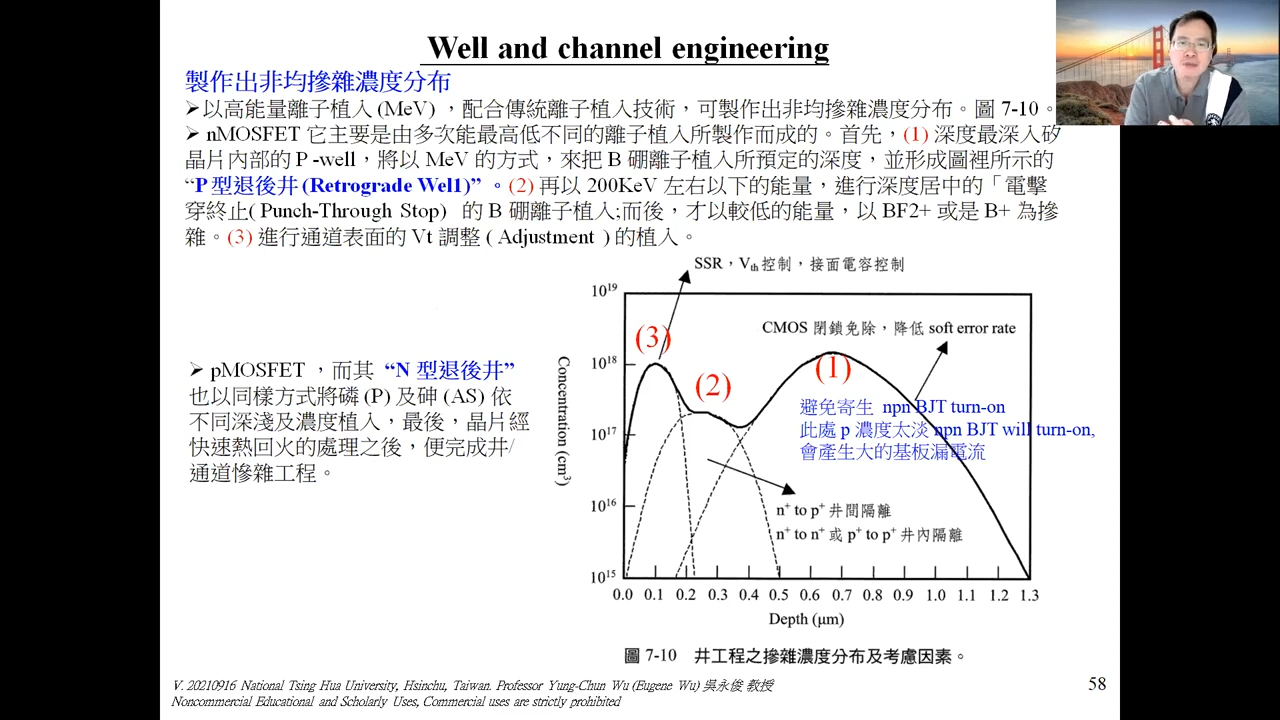 Well and channel engineering
製作出非均摻雜濃度分布
➢以高能量離子植入 (MeV) ，配合傳統離子植入技術，可製作出非均摻雜濃度分布。圖 7-10。
➢ nMOSFET 它主要是由多次能最高低不同的離子植入所製作而成的。首先，(1) 深度最深入矽
晶片內部的 P -well，將以 MeV 的方式，來把 B 硼離子植入所預定的深度，並形成圖裡所示的
“P 型退後井 (Retrograde Wel1)” 。(2) 再以 200KeV 左右以下的能量，進行深度居中的「電擊
穿終止( Punch-Through Stop) 的 B 硼離子植入;而後，才以較低的能量，以 BF2+ 或是 B+ 為摻
雜。(3) 進行通道表面的 Vt 調整 ( Adjustment ) 的植入。
➢ pMOSFET ，而其 “N 型退後井”
也以同樣方式將磷 (P) 及砷 (AS) 依
不同深淺及濃度植入，最後，晶片經
快速熱回火的處理之後，便完成井/
通道慘雜工程。
SSR，Vth 控制，接面電容控制
10^19
10^18
10^17
10^16
10^15
Concentration (cm3)
(3)
(2)
(1)
CMOS 閉鎖免除，降低 soft error rate
避免寄生 npn BJT turn-on
此處 p 濃度太淡 npn BJT will turn-on,
會產生大的基板漏電流
n+ to p+ 井間隔離
n+ to n+ 或 p+ to p+ 井內隔離
0.0 0.1 0.2 0.3 0.4 0.5 0.6 0.7 0.8 0.9 1.0 1.1 1.2 1.3
Depth (μm)
圖 7-10 井工程之摻雜濃度分布及考慮因素。
V. 20210916 National Tsing Hua University, Hsinchu, Taiwan. Professor Yung-Chun Wu (Eugene Wu) 吳永俊 教授
Noncommercial Educational and Scholarly Uses, Commercial uses are strictly prohibited
58